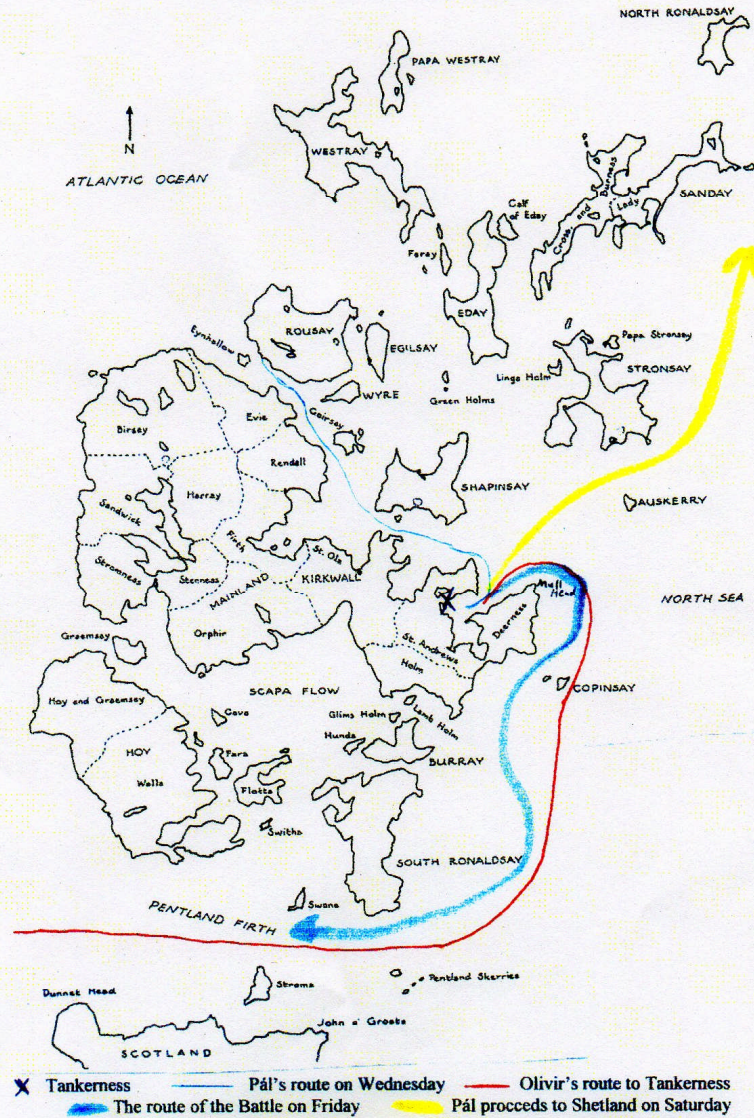 NORTH RONALDSAY
PAPA WESTRAY
N
WESTRAY
ATLANTIC OCEAN
Burness
SANDAY
Lady
Cross and
Calf
of Eday
Faray
EDAY
Eynhallow
ROUSAY
EGILSAY
Papa Stronsay
STRONSAY
Linga Holm
WYRE
Green Holms
Gairsay
Birsay
Evie
Rendall
Harray
SHAPINSAY
AUSKERRY
Sandwick
Firth
St. Ola
Stromness
Stenness
MAINLAND
KIRKWALL
Mull
Head
NORTH SEA
Deerness
Orphir
St. Andrews
Holm
Graemsay
SCAPA FLOW
COPINSAY
Hoy and Graemsay
Cava
Glims Holm
Lamb Holm
HOY
Hunda
Fara
BURRAY
Walls
Flotta
Switha
SOUTH RONALDSAY
Swona
PENTLAND FIRTH
Stroma
Pentland Skerries
Dunnet Head
John o' Groats
SCOTLAND
X Tankerness Pál's route on Wednesday Olivir's route to Tankerness
The route of the Battle on Friday Pál procceds to Shetland on Saturday